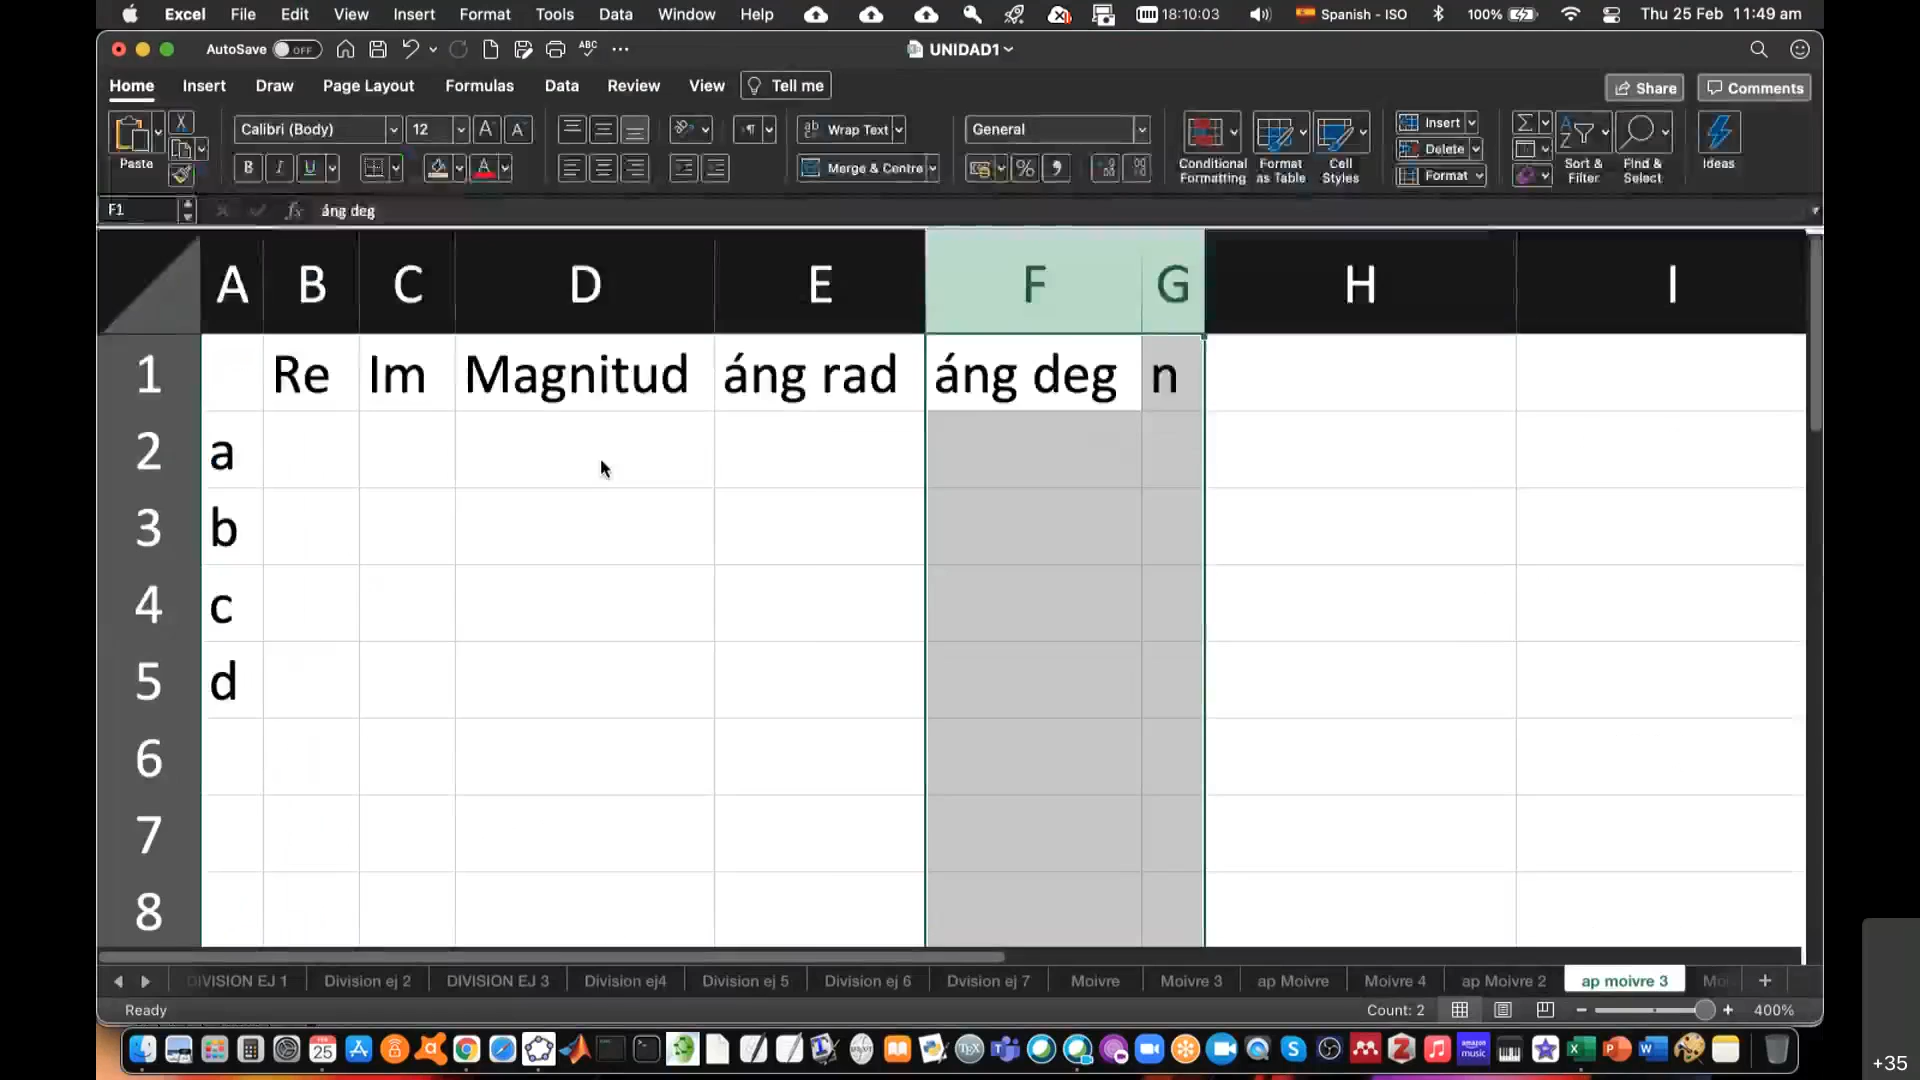 Excel File Edit View Insert Format Tools Data Window Help 18:10:03 Spanish - ISO 100% Thu 25 Feb 11:49 am
AutoSave OFF ABC UNIDAD1
Home Insert Draw Page Layout Formulas Data Review View Tell me Share Comments
Paste Calibri (Body) 12 Wrap Text General Insert
B I U Merge & Centre % Conditional Formatting Format as Table Cell Styles Delete Format Sort & Filter Find & Select Ideas
F1 fx áng deg
A B C D E F G H I
1 Re Im Magnitud áng rad áng deg n
2 a
3 b
4 c
5 d
6
7
8
DIVISION EJ 1 Division ej 2 DIVISION EJ 3 Division ej4 Division ej 5 Division ej 6 Dvision ej 7 Moivre Moivre 3 ap Moivre Moivre 4 ap Moivre 2 ap moivre 3
Ready Count: 2 400%
+35